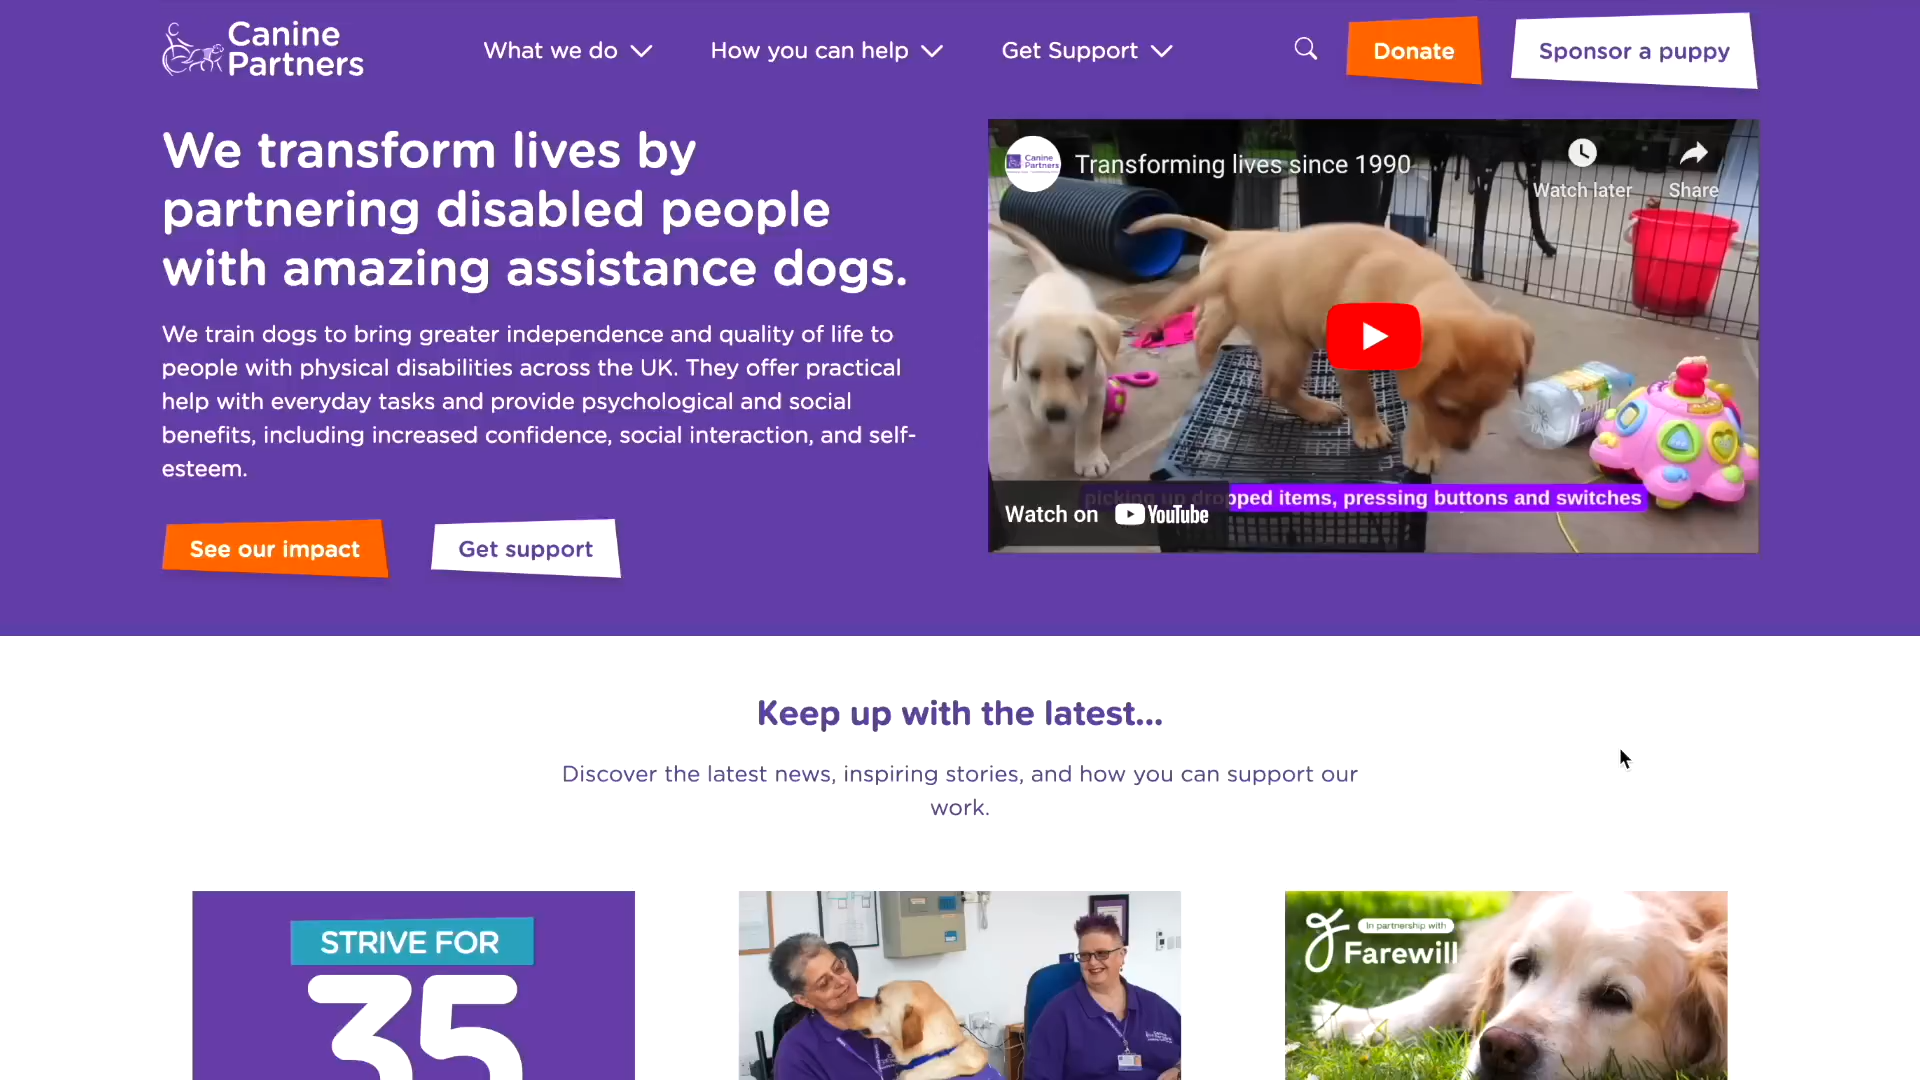 Canine
Partners
What we do
How you can help
Get Support
Donate
Sponsor a puppy
We transform lives by
partnering disabled people
with amazing assistance dogs.
We train dogs to bring greater independence and quality of life to
people with physical disabilities across the UK. They offer practical
help with everyday tasks and provide psychological and social
benefits, including increased confidence, social interaction, and self-
esteem.
See our impact
Get support
Canine
Partners
Transforming lives since 1990
Watch later
Share
picking up dropped items, pressing buttons and switches
Watch on YouTube
Keep up with the latest...
Discover the latest news, inspiring stories, and how you can support our
work.
STRIVE FOR
35
In partnership with
Farewill